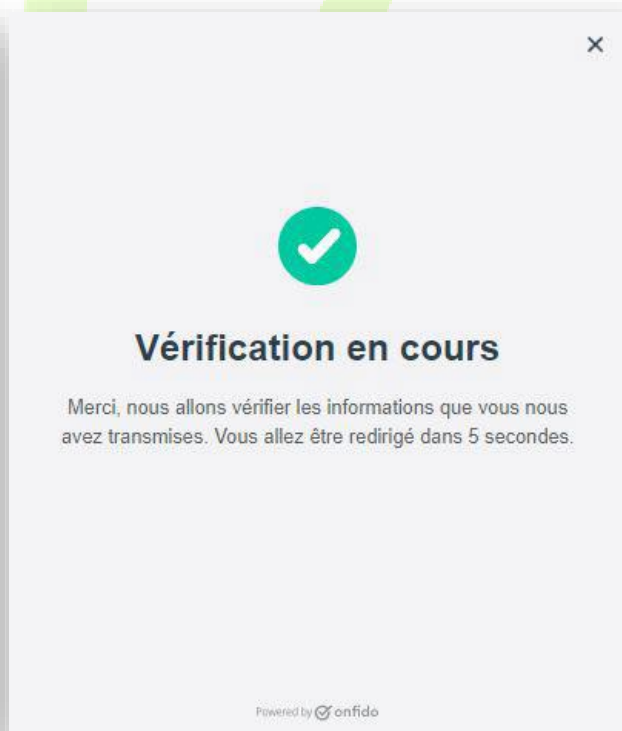 Vérification en cours
Merci, nous allons vérifier les informations que vous nous
avez transmises. Vous allez être redirigé dans 5 secondes.
Powered by onfido